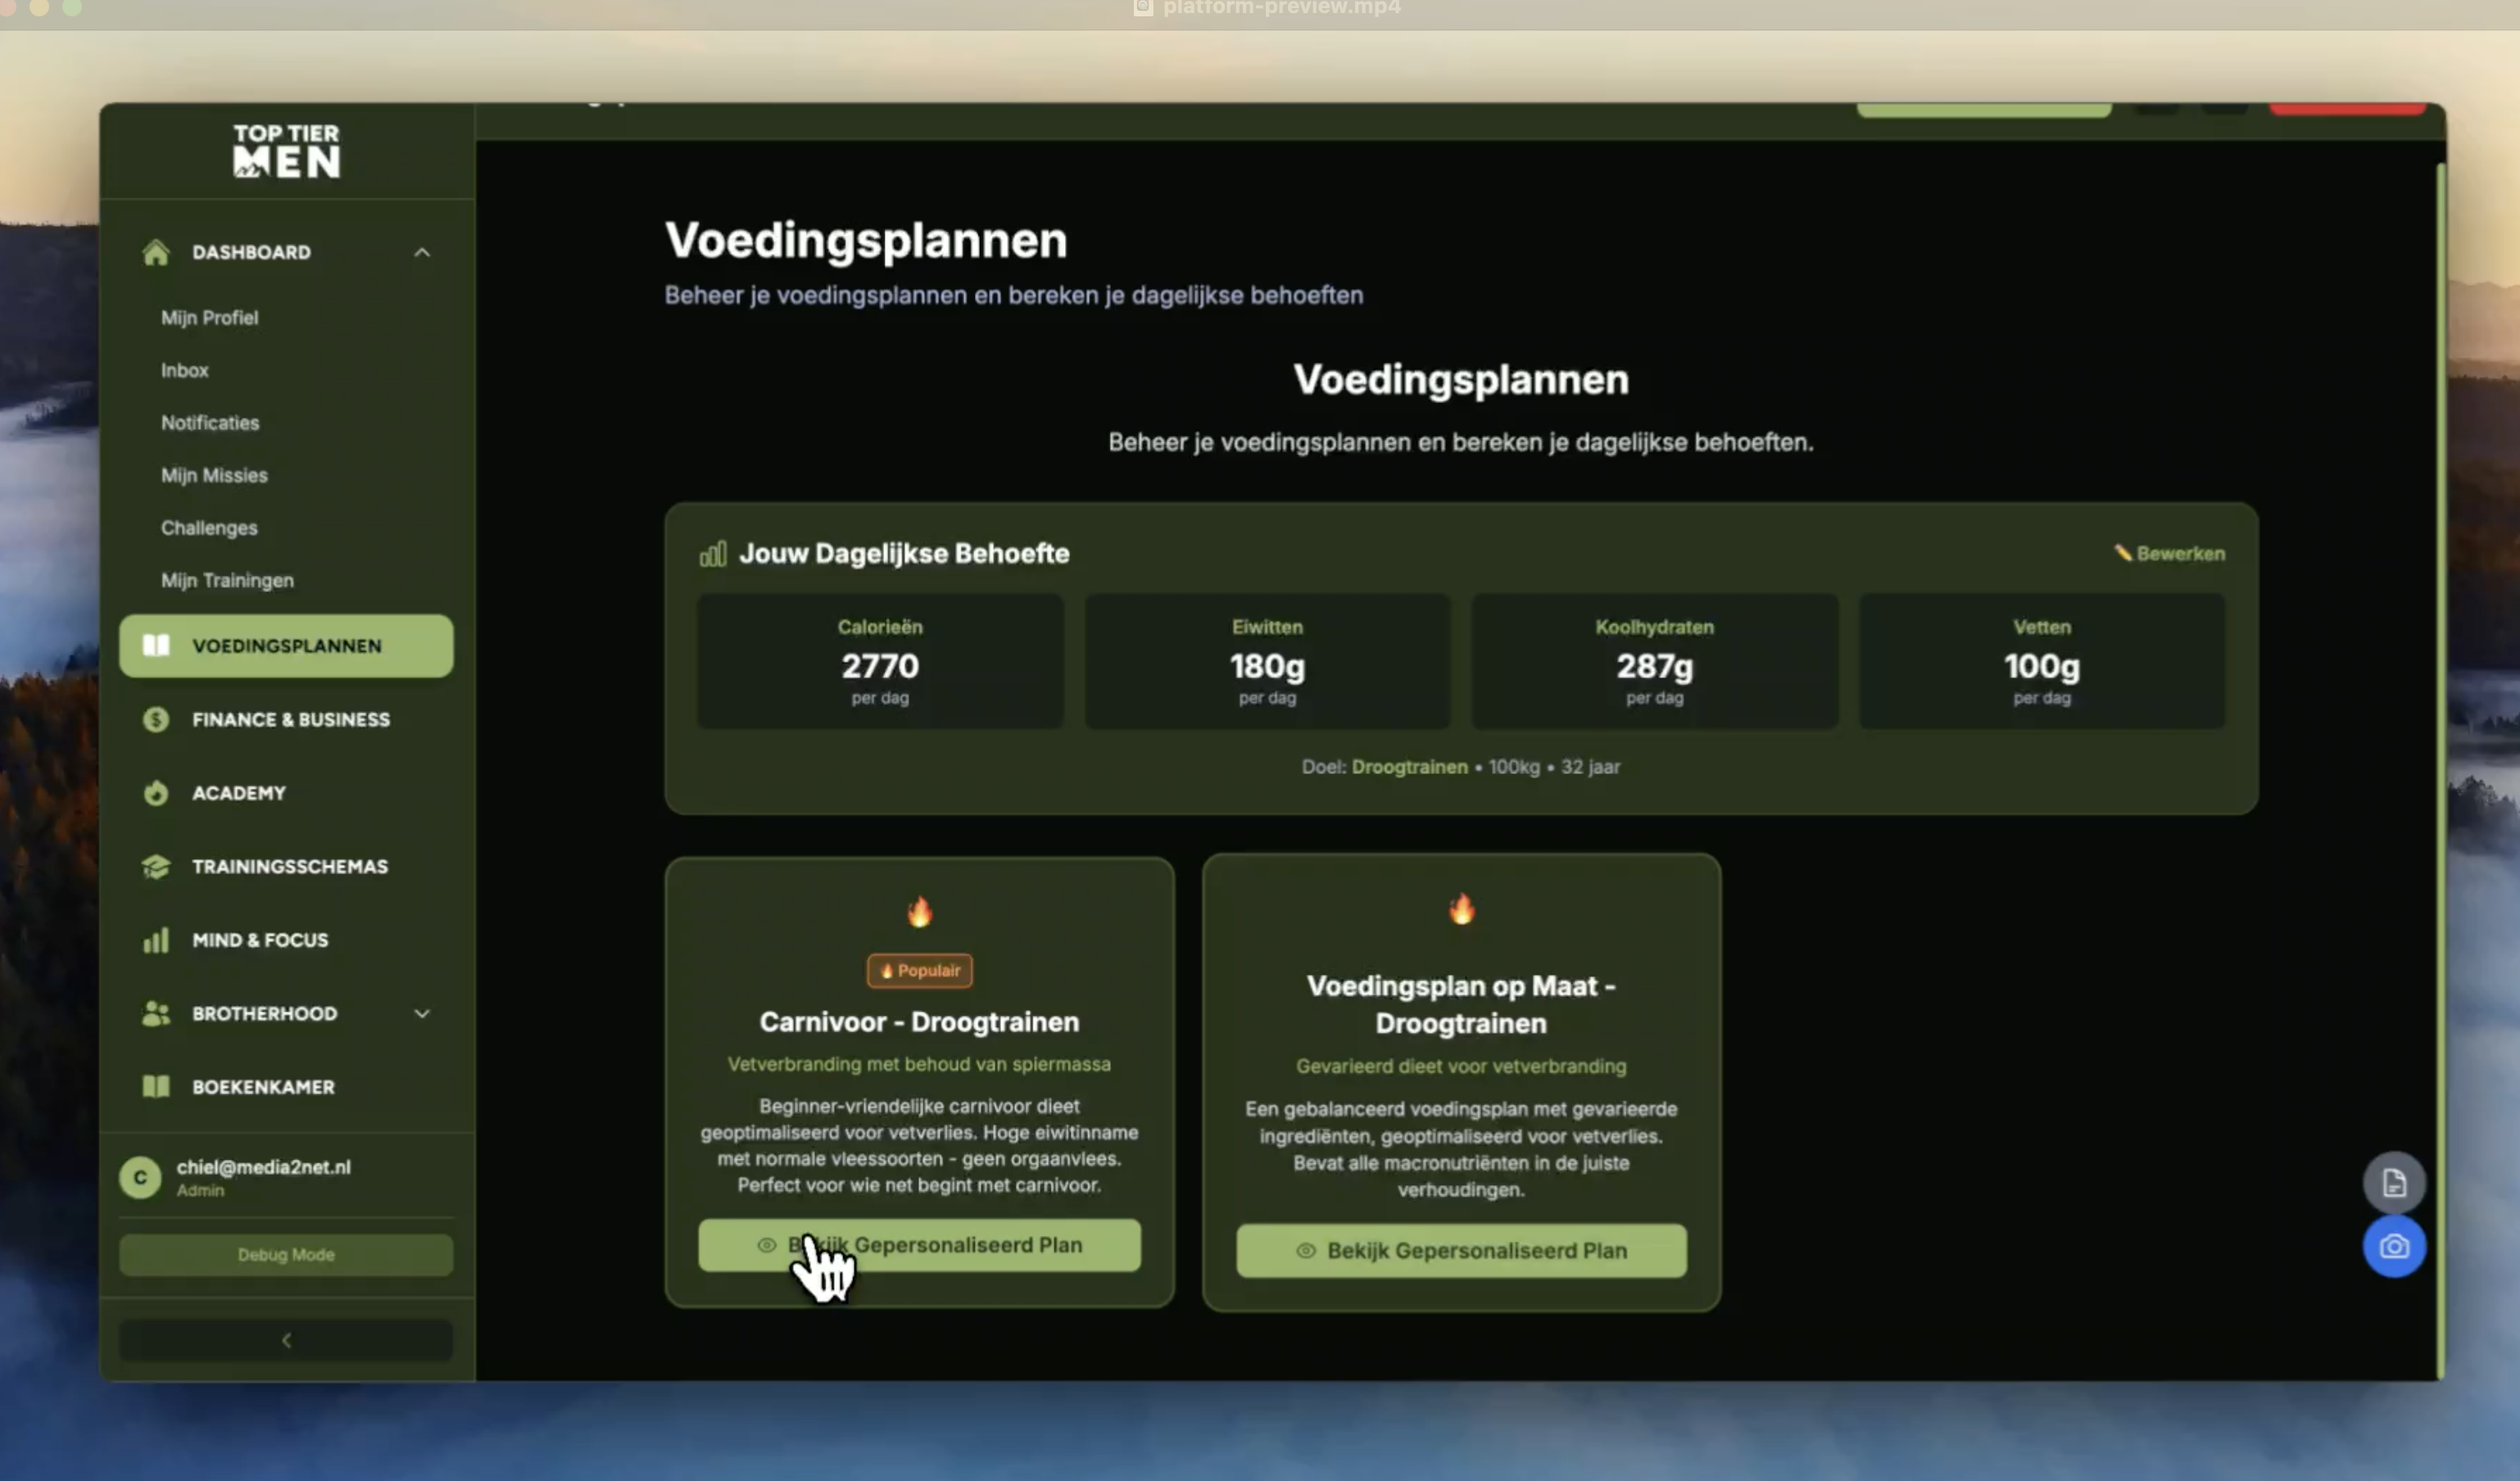 platform-preview.mp4
TOP TIER
MEN
DASHBOARD
Mijn Profiel
Inbox
Notificaties
Mijn Missies
Challenges
Mijn Trainingen
VOEDINGSPLANNEN
FINANCE & BUSINESS
ACADEMY
TRAININGSSCHEMAS
MIND & FOCUS
BROTHERHOOD
BOEKENKAMER
C
chiel@media2net.nl
Admin
Debug Mode
Voedingsplannen
Beheer je voedingsplannen en bereken je dagelijkse behoeften
Voedingsplannen
Beheer je voedingsplannen en bereken je dagelijkse behoeften.
Jouw Dagelijkse Behoefte
Bewerken
Calorieën
2770
per dag
Eiwitten
180g
per dag
Koolhydraten
287g
per dag
Vetten
100g
per dag
Doel: Droogtrainen • 100kg • 32 jaar
Populair
Carnivoor - Droogtrainen
Vetverbranding met behoud van spiermassa
Beginner-vriendelijke carnivoor dieet
geoptimaliseerd voor vetverlies. Hoge eiwitinname
met normale vleessoorten - geen orgaanvlees.
Perfect voor wie net begint met carnivoor.
Bekijk Gepersonaliseerd Plan
Voedingsplan op Maat -
Droogtrainen
Gevarieerd dieet voor vetverbranding
Een gebalanceerd voedingsplan met gevarieerde
ingrediënten, geoptimaliseerd voor vetverlies.
Bevat alle macronutriënten in de juiste
verhoudingen.
Bekijk Gepersonaliseerd Plan